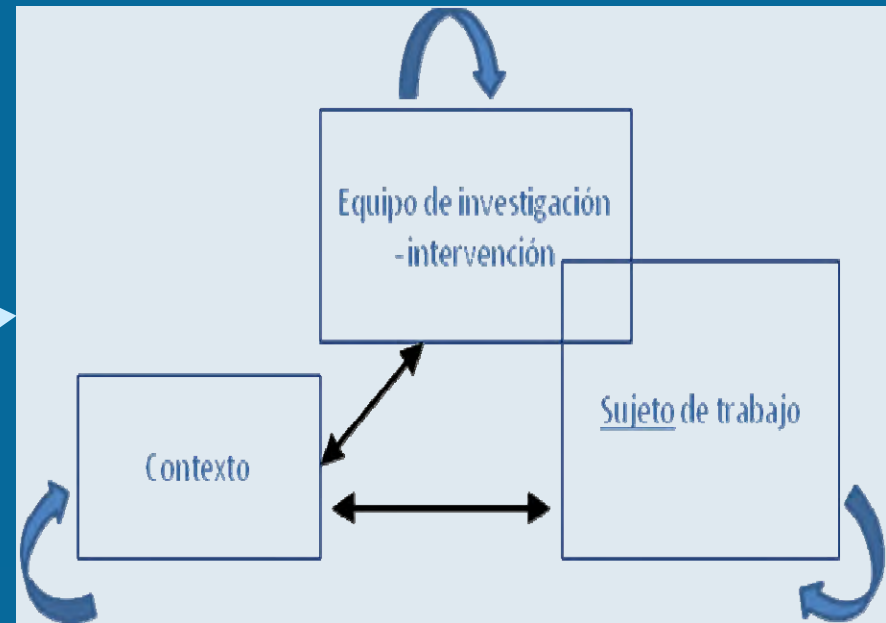 Equipo de investigación
-intervención
Sujeto de trabajo
Contexto